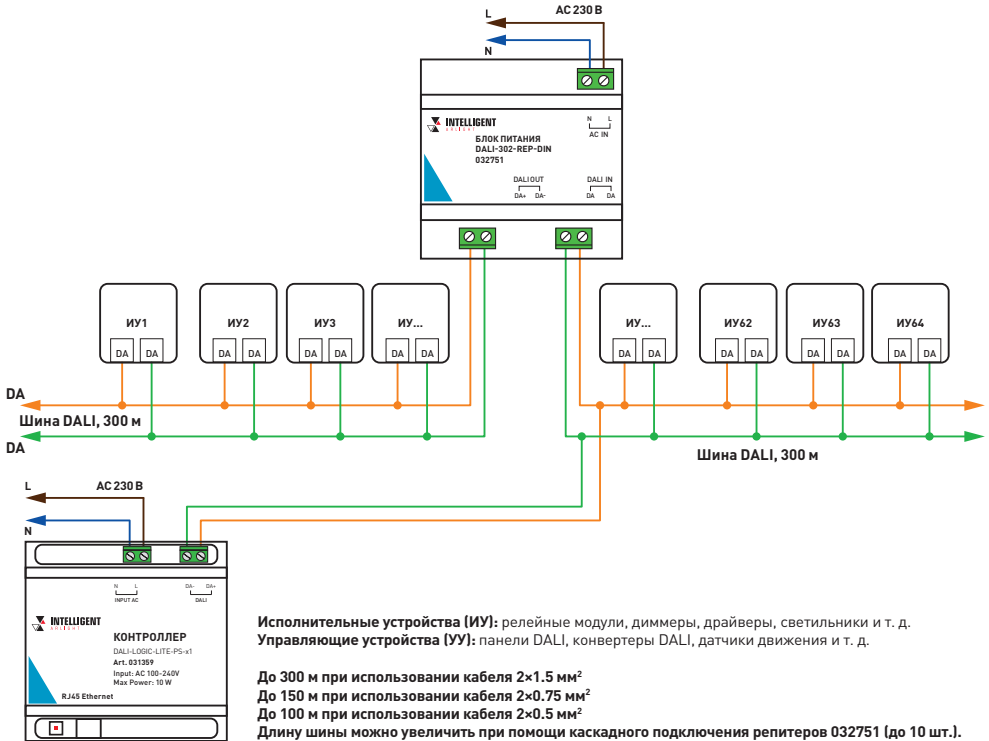 L
AC 230 В
N
INTELLIGENT
ARLIGHT
БЛОК ПИТАНИЯ
DALI-302-REP-DIN
032751
N L
AC IN
DALI OUT
DA+ DA-
DALI IN
DA DA
ИУ1
DA DA
ИУ2
DA DA
ИУ3
DA DA
ИУ...
DA DA
ИУ...
DA DA
ИУ62
DA DA
ИУ63
DA DA
ИУ64
DA DA
DA
Шина DALI, 300 м
DA
Шина DALI, 300 м
L
AC 230 В
N
N L
INPUT AC
DA- DA+
DALI
INTELLIGENT
ARLIGHT
КОНТРОЛЛЕР
DALI-LOGIC-LITE-PS-x1
Art. 031359
Input: AC 100-240V
Max Power: 10 W
RJ45 Ethernet
Исполнительные устройства (ИУ): релейные модули, диммеры, драйверы, светильники и т. д.
Управляющие устройства (УУ): панели DALI, конвертеры DALI, датчики движения и т. д.
До 300 м при использовании кабеля 2×1.5 мм²
До 150 м при использовании кабеля 2×0.75 мм²
До 100 м при использовании кабеля 2×0.5 мм²
Длину шины можно увеличить при помощи каскадного подключения репитеров 032751 (до 10 шт.).